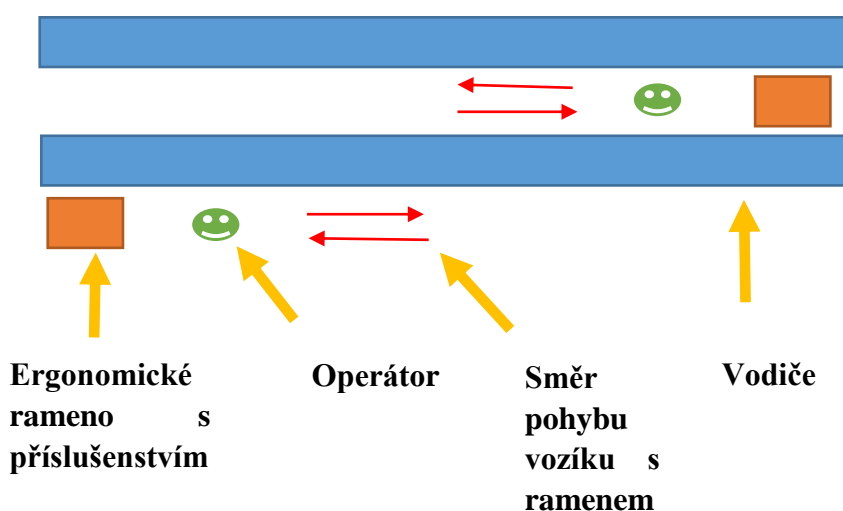 Ergonomické
rameno s
příslušenstvím
Operátor
Směr
pohybu
vozíku s
ramenem
Vodiče